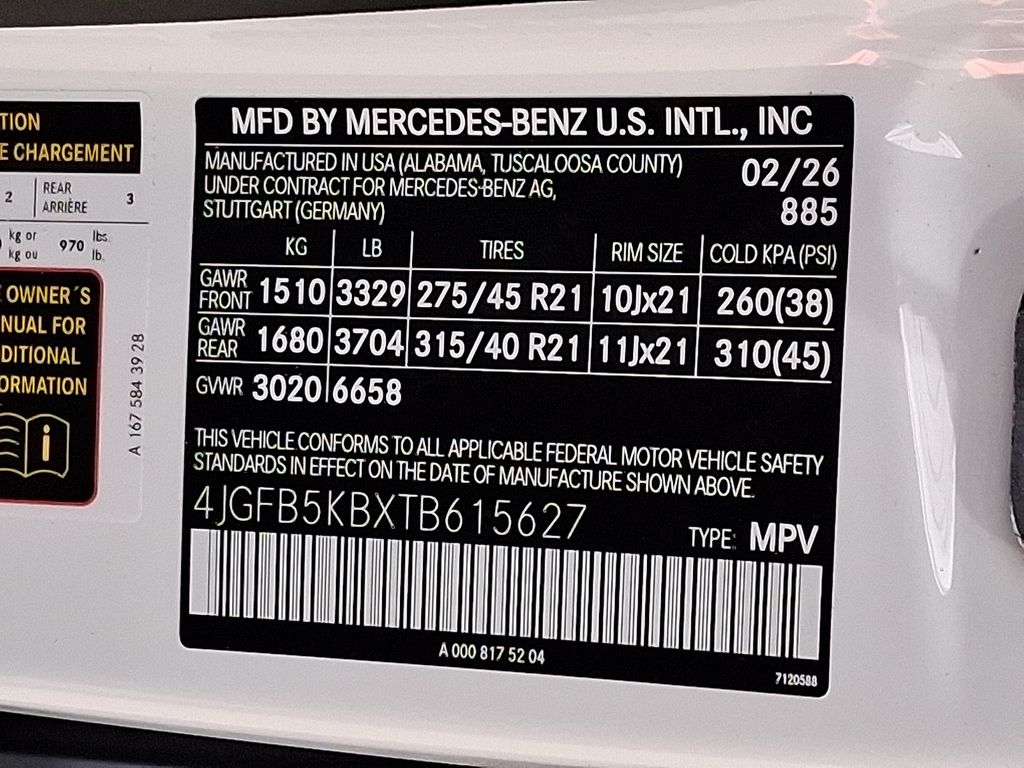 TION
E CHARGEMENT
2 REAR 3
ARRIÈRE
kg or 970 lbs.
kg ou lb.
OWNER´S
NUAL FOR
DITIONAL
ORMATION
i
A 167 584 39 28
MFD BY MERCEDES-BENZ U.S. INTL., INC
MANUFACTURED IN USA (ALABAMA, TUSCALOOSA COUNTY) 02/26
UNDER CONTRACT FOR MERCEDES-BENZ AG, 885
STUTTGART (GERMANY)
KG LB TIRES RIM SIZE COLD KPA (PSI)
GAWR FRONT 1510 3329 275/45 R21 10Jx21 260(38)
GAWR REAR 1680 3704 315/40 R21 11Jx21 310(45)
GVWR 3020 6658
THIS VEHICLE CONFORMS TO ALL APPLICABLE FEDERAL MOTOR VEHICLE SAFETY
STANDARDS IN EFFECT ON THE DATE OF MANUFACTURE SHOWN ABOVE.
4JGFB5KBXTB615627 TYPE: MPV
A 000 817 52 04
7120588